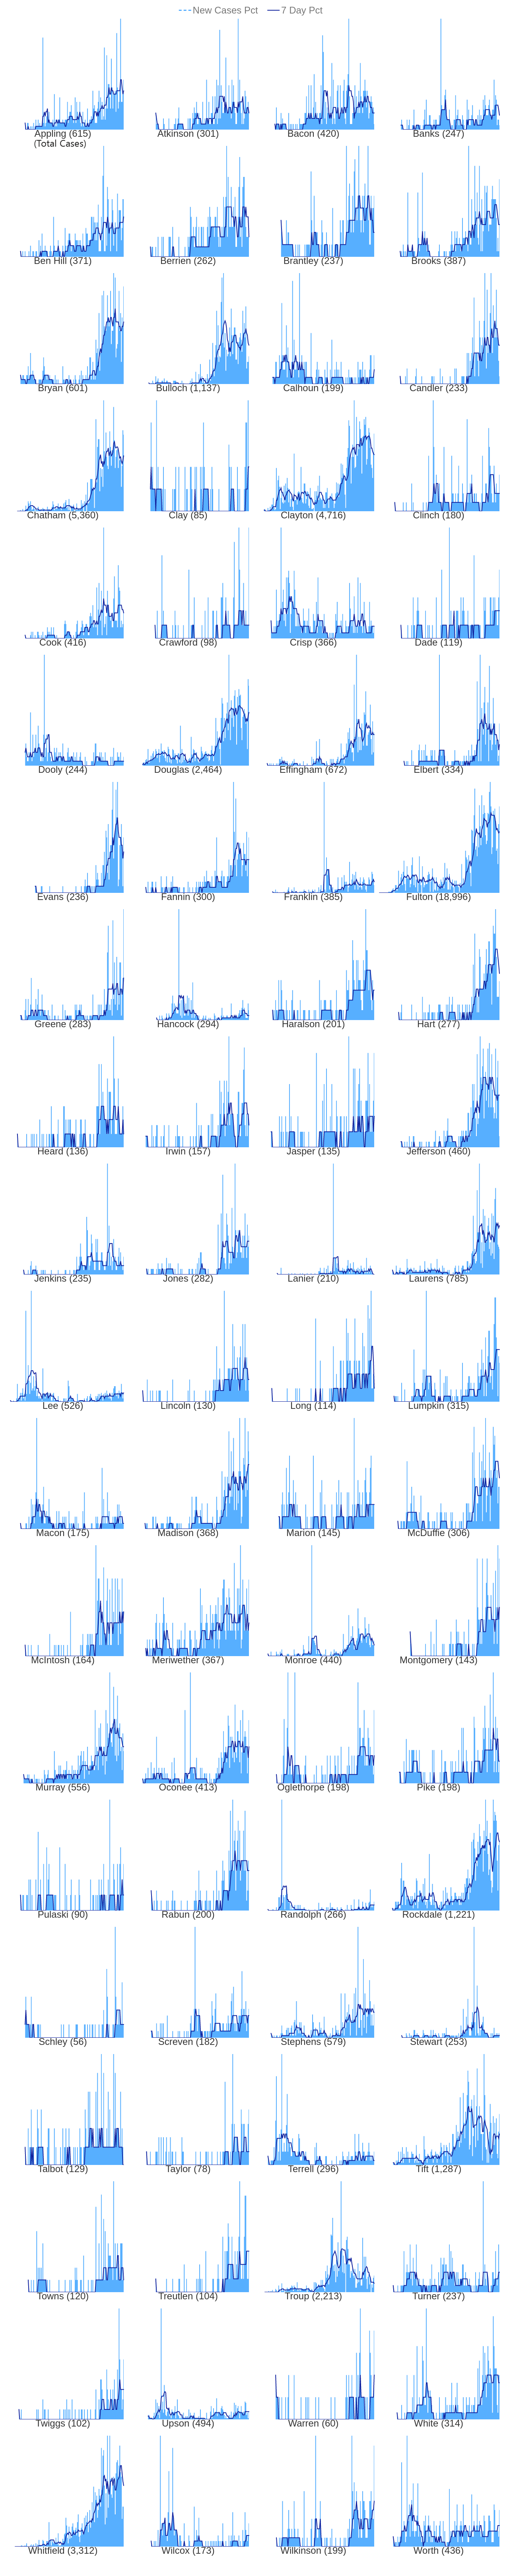 New Cases Pct 7 Day Pct
Appling (615) Atkinson (301) Bacon (420) Banks (247)
(Total Cases)
Ben Hill (371) Berrien (262) Brantley (237) Brooks (387)
Bryan (601) Bulloch (1,137) Calhoun (199) Candler (233)
Chatham (5,360) Clay (85) Clayton (4,716) Clinch (180)
Cook (416) Crawford (98) Crisp (366) Dade (119)
Dooly (244) Douglas (2,464) Effingham (672) Elbert (334)
Evans (236) Fannin (300) Franklin (385) Fulton (18,996)
Greene (283) Hancock (294) Haralson (201) Hart (277)
Heard (136) Irwin (157) Jasper (135) Jefferson (460)
Jenkins (235) Jones (282) Lanier (210) Laurens (785)
Lee (526) Lincoln (130) Long (114) Lumpkin (315)
Macon (175) Madison (368) Marion (145) McDuffie (306)
McIntosh (164) Meriwether (367) Monroe (440) Montgomery (143)
Murray (556) Oconee (413) Oglethorpe (198) Pike (198)
Pulaski (90) Rabun (200) Randolph (266) Rockdale (1,221)
Schley (56) Screven (182) Stephens (579) Stewart (253)
Talbot (129) Taylor (78) Terrell (296) Tift (1,287)
Towns (120) Treutlen (104) Troup (2,213) Turner (237)
Twiggs (102) Upson (494) Warren (60) White (314)
Whitfield (3,312) Wilcox (173) Wilkinson (199) Worth (436)